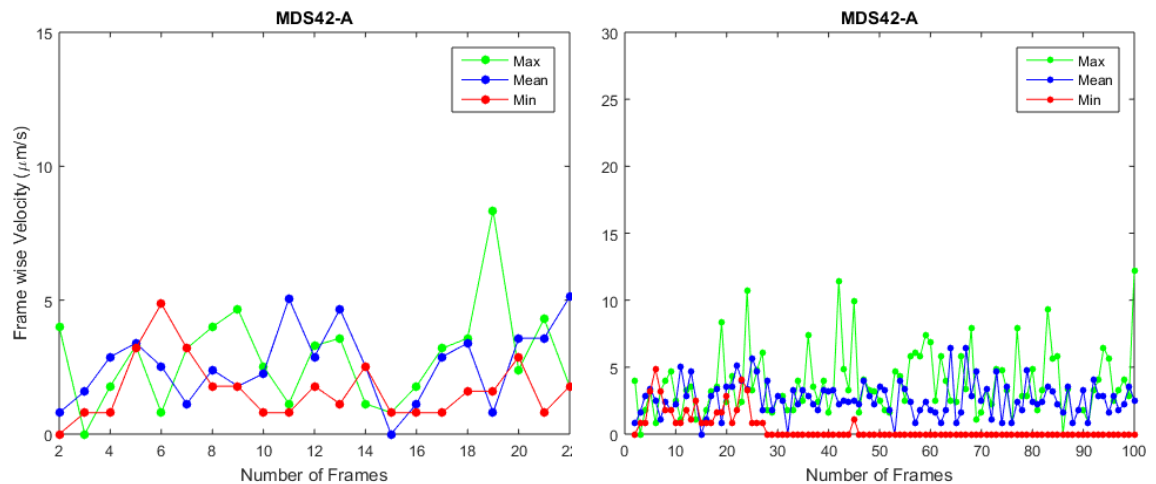 MDS42-A
15
10
5
0
2 4 6 8 10 12 14 16 18 20 22
Number of Frames
Frame wise Velocity (μm/s)
Max
Mean
Min
MDS42-A
30
25
20
15
10
5
0
0 10 20 30 40 50 60 70 80 90 100
Number of Frames
Max
Mean
Min